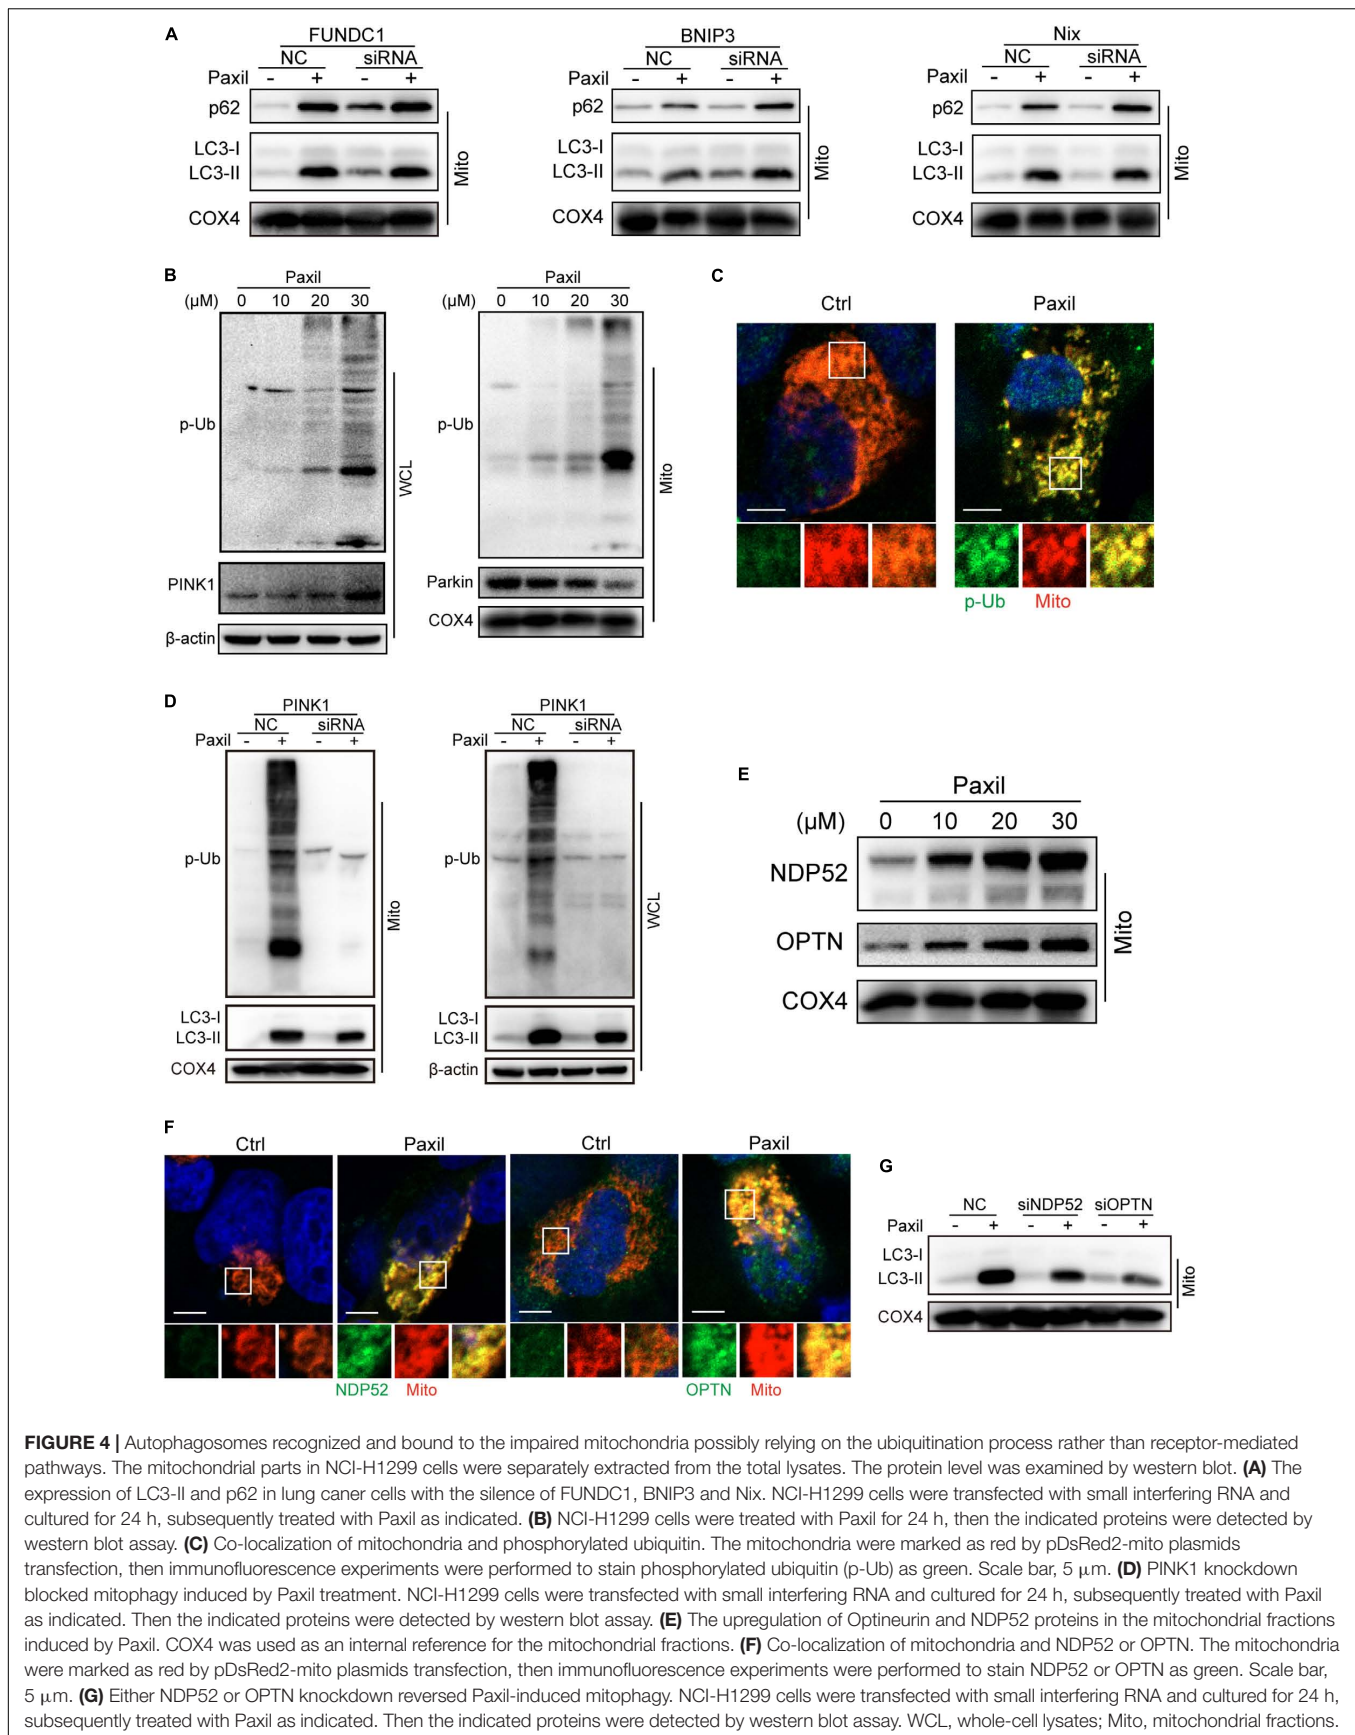 A
FUNDC1
NC siRNA
Paxil - + - +
p62
LC3-I
LC3-II
COX4
Mito
BNIP3
NC siRNA
Paxil - + - +
p62
LC3-I
LC3-II
COX4
Mito
Nix
NC siRNA
Paxil - + - +
p62
LC3-I
LC3-II
COX4
Mito
B
Paxil
(μM) 0 10 20 30
p-Ub
PINK1
β-actin
WCL
Paxil
(μM) 0 10 20 30
p-Ub
Parkin
COX4
Mito
C
Ctrl Paxil
p-Ub Mito
D
PINK1
NC siRNA
Paxil - + - +
p-Ub
LC3-I
LC3-II
COX4
Mito
PINK1
NC siRNA
Paxil - + - +
p-Ub
LC3-I
LC3-II
β-actin
WCL
E
Paxil
(μM) 0 10 20 30
NDP52
OPTN
COX4
Mito
F
Ctrl Paxil Ctrl Paxil
NDP52 Mito OPTN Mito
G
NC siNDP52 siOPTN
Paxil - + - + - +
LC3-I
LC3-II
COX4
Mito
FIGURE 4 | Autophagosomes recognized and bound to the impaired mitochondria possibly relying on the ubiquitination process rather than receptor-mediated
pathways. The mitochondrial parts in NCI-H1299 cells were separately extracted from the total lysates. The protein level was examined by western blot. (A) The
expression of LC3-II and p62 in lung caner cells with the silence of FUNDC1, BNIP3 and Nix. NCI-H1299 cells were transfected with small interfering RNA and
cultured for 24 h, subsequently treated with Paxil as indicated. (B) NCI-H1299 cells were treated with Paxil for 24 h, then the indicated proteins were detected by
western blot assay. (C) Co-localization of mitochondria and phosphorylated ubiquitin. The mitochondria were marked as red by pDsRed2-mito plasmids
transfection, then immunofluorescence experiments were performed to stain phosphorylated ubiquitin (p-Ub) as green. Scale bar, 5 μm. (D) PINK1 knockdown
blocked mitophagy induced by Paxil treatment. NCI-H1299 cells were transfected with small interfering RNA and cultured for 24 h, subsequently treated with Paxil
as indicated. Then the indicated proteins were detected by western blot assay. (E) The upregulation of Optineurin and NDP52 proteins in the mitochondrial fractions
induced by Paxil. COX4 was used as an internal reference for the mitochondrial fractions. (F) Co-localization of mitochondria and NDP52 or OPTN. The mitochondria
were marked as red by pDsRed2-mito plasmids transfection, then immunofluorescence experiments were performed to stain NDP52 or OPTN as green. Scale bar,
5 μm. (G) Either NDP52 or OPTN knockdown reversed Paxil-induced mitophagy. NCI-H1299 cells were transfected with small interfering RNA and cultured for 24 h,
subsequently treated with Paxil as indicated. Then the indicated proteins were detected by western blot assay. WCL, whole-cell lysates; Mito, mitochondrial fractions.